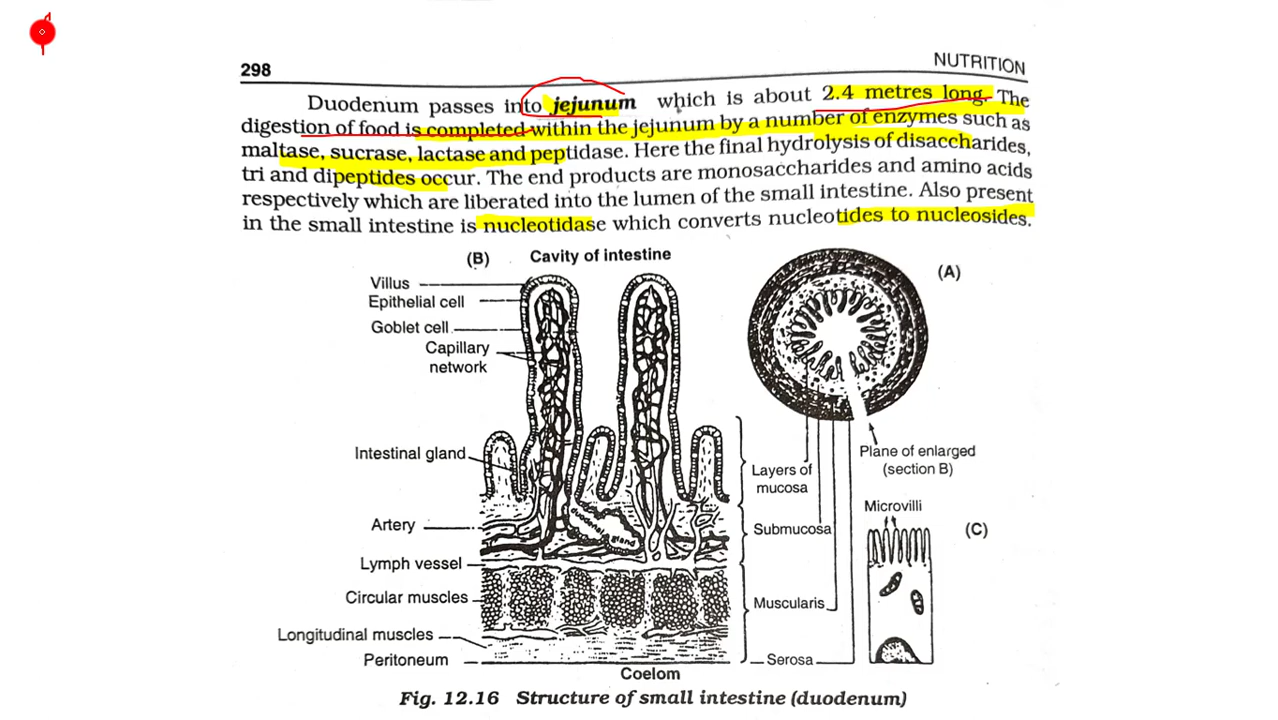 298
NUTRITION
Duodenum passes into jejunum which is about 2.4 metres long. The
digestion of food is completed within the jejunum by a number of enzymes such as
maltase, sucrase, lactase and peptidase. Here the final hydrolysis of disaccharides,
tri and dipeptides occur. The end products are monosaccharides and amino acids
respectively which are liberated into the lumen of the small intestine. Also present
in the small intestine is nucleotidase which converts nucleotides to nucleosides.
(B) Cavity of intestine
(A)
Villus
Epithelial cell
Goblet cell
Capillary
network
Intestinal gland
Artery
Lymph vessel
Circular muscles
Longitudinal muscles
Peritoneum
duodenal gland
Coelom
Layers of
mucosa
Submucosa
Muscularis
Serosa
Plane of enlarged
(section B)
Microvilli
(C)
Fig. 12.16 Structure of small intestine (duodenum)